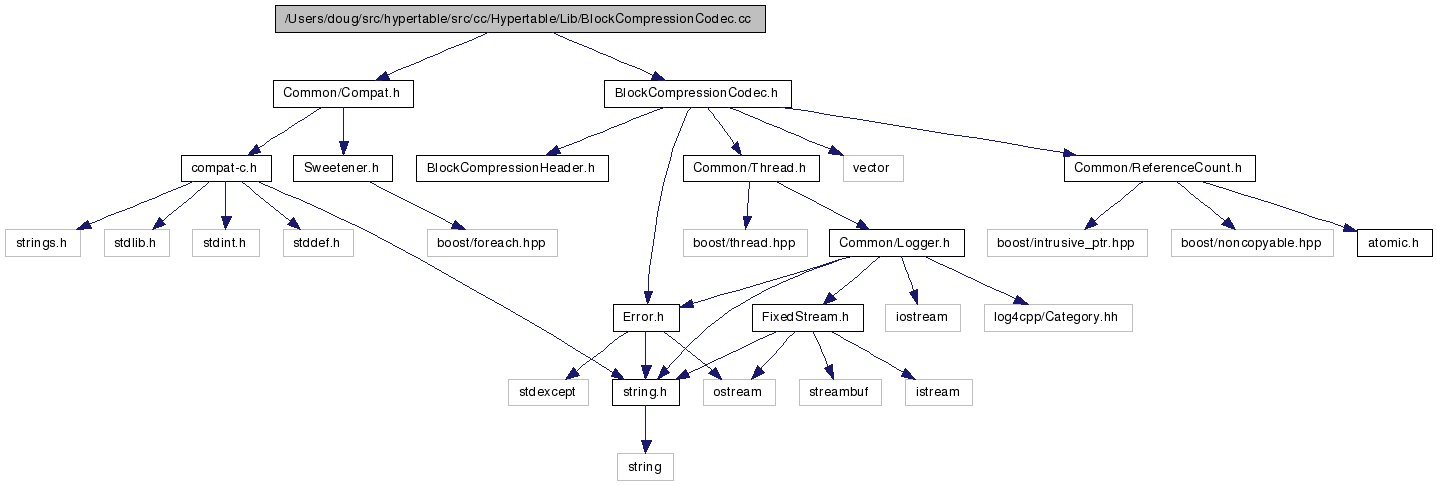 /Users/doug/src/hypertable/src/cc/Hypertable/Lib/BlockCompressionCodec.cc
Common/Compat.h
BlockCompressionCodec.h
compat-c.h
Sweetener.h
BlockCompressionHeader.h
Common/Thread.h
vector
Common/ReferenceCount.h
strings.h
stdlib.h
stdint.h
stddef.h
boost/foreach.hpp
boost/thread.hpp
Common/Logger.h
boost/intrusive_ptr.hpp
boost/noncopyable.hpp
atomic.h
Error.h
FixedStream.h
iostream
log4cpp/Category.hh
stdexcept
string.h
ostream
streambuf
istream
string